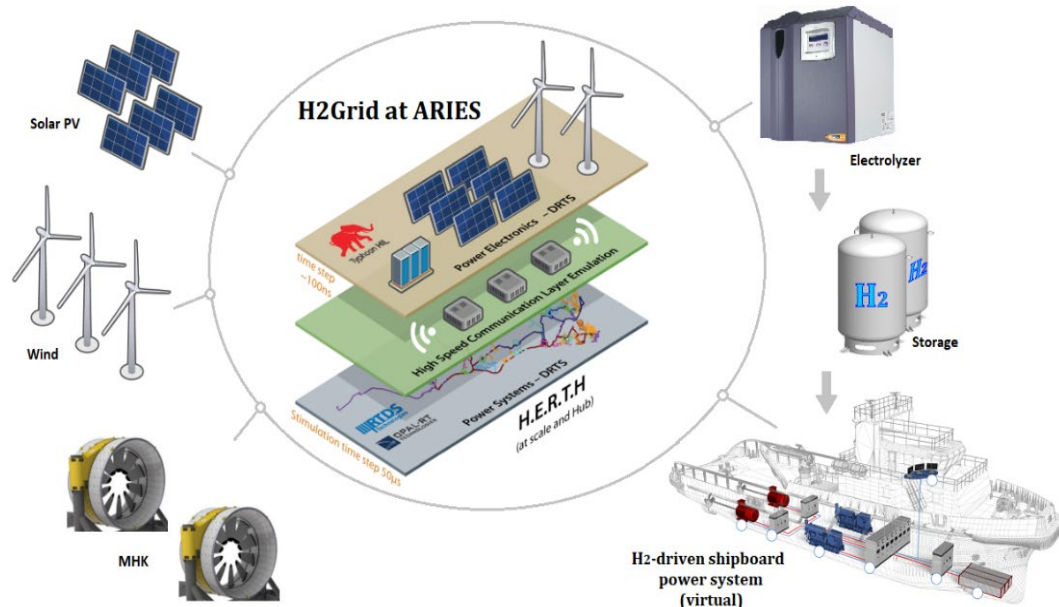 H2Grid at ARIES
Solar PV
Wind
MHK
Typhoon HIL
Power Electronics – DRTS
time step
~100ns
High Speed Communication Layer Emulation
Power Systems – DRTS
RTDS
Technologies
OPAL-RT
TECHNOLOGIES
Stimulation time step 50µs
H.E.R.T.H
(at scale and Hub)
Electrolyzer
H2
H2
Storage
H2-driven shipboard
power system
(virtual)